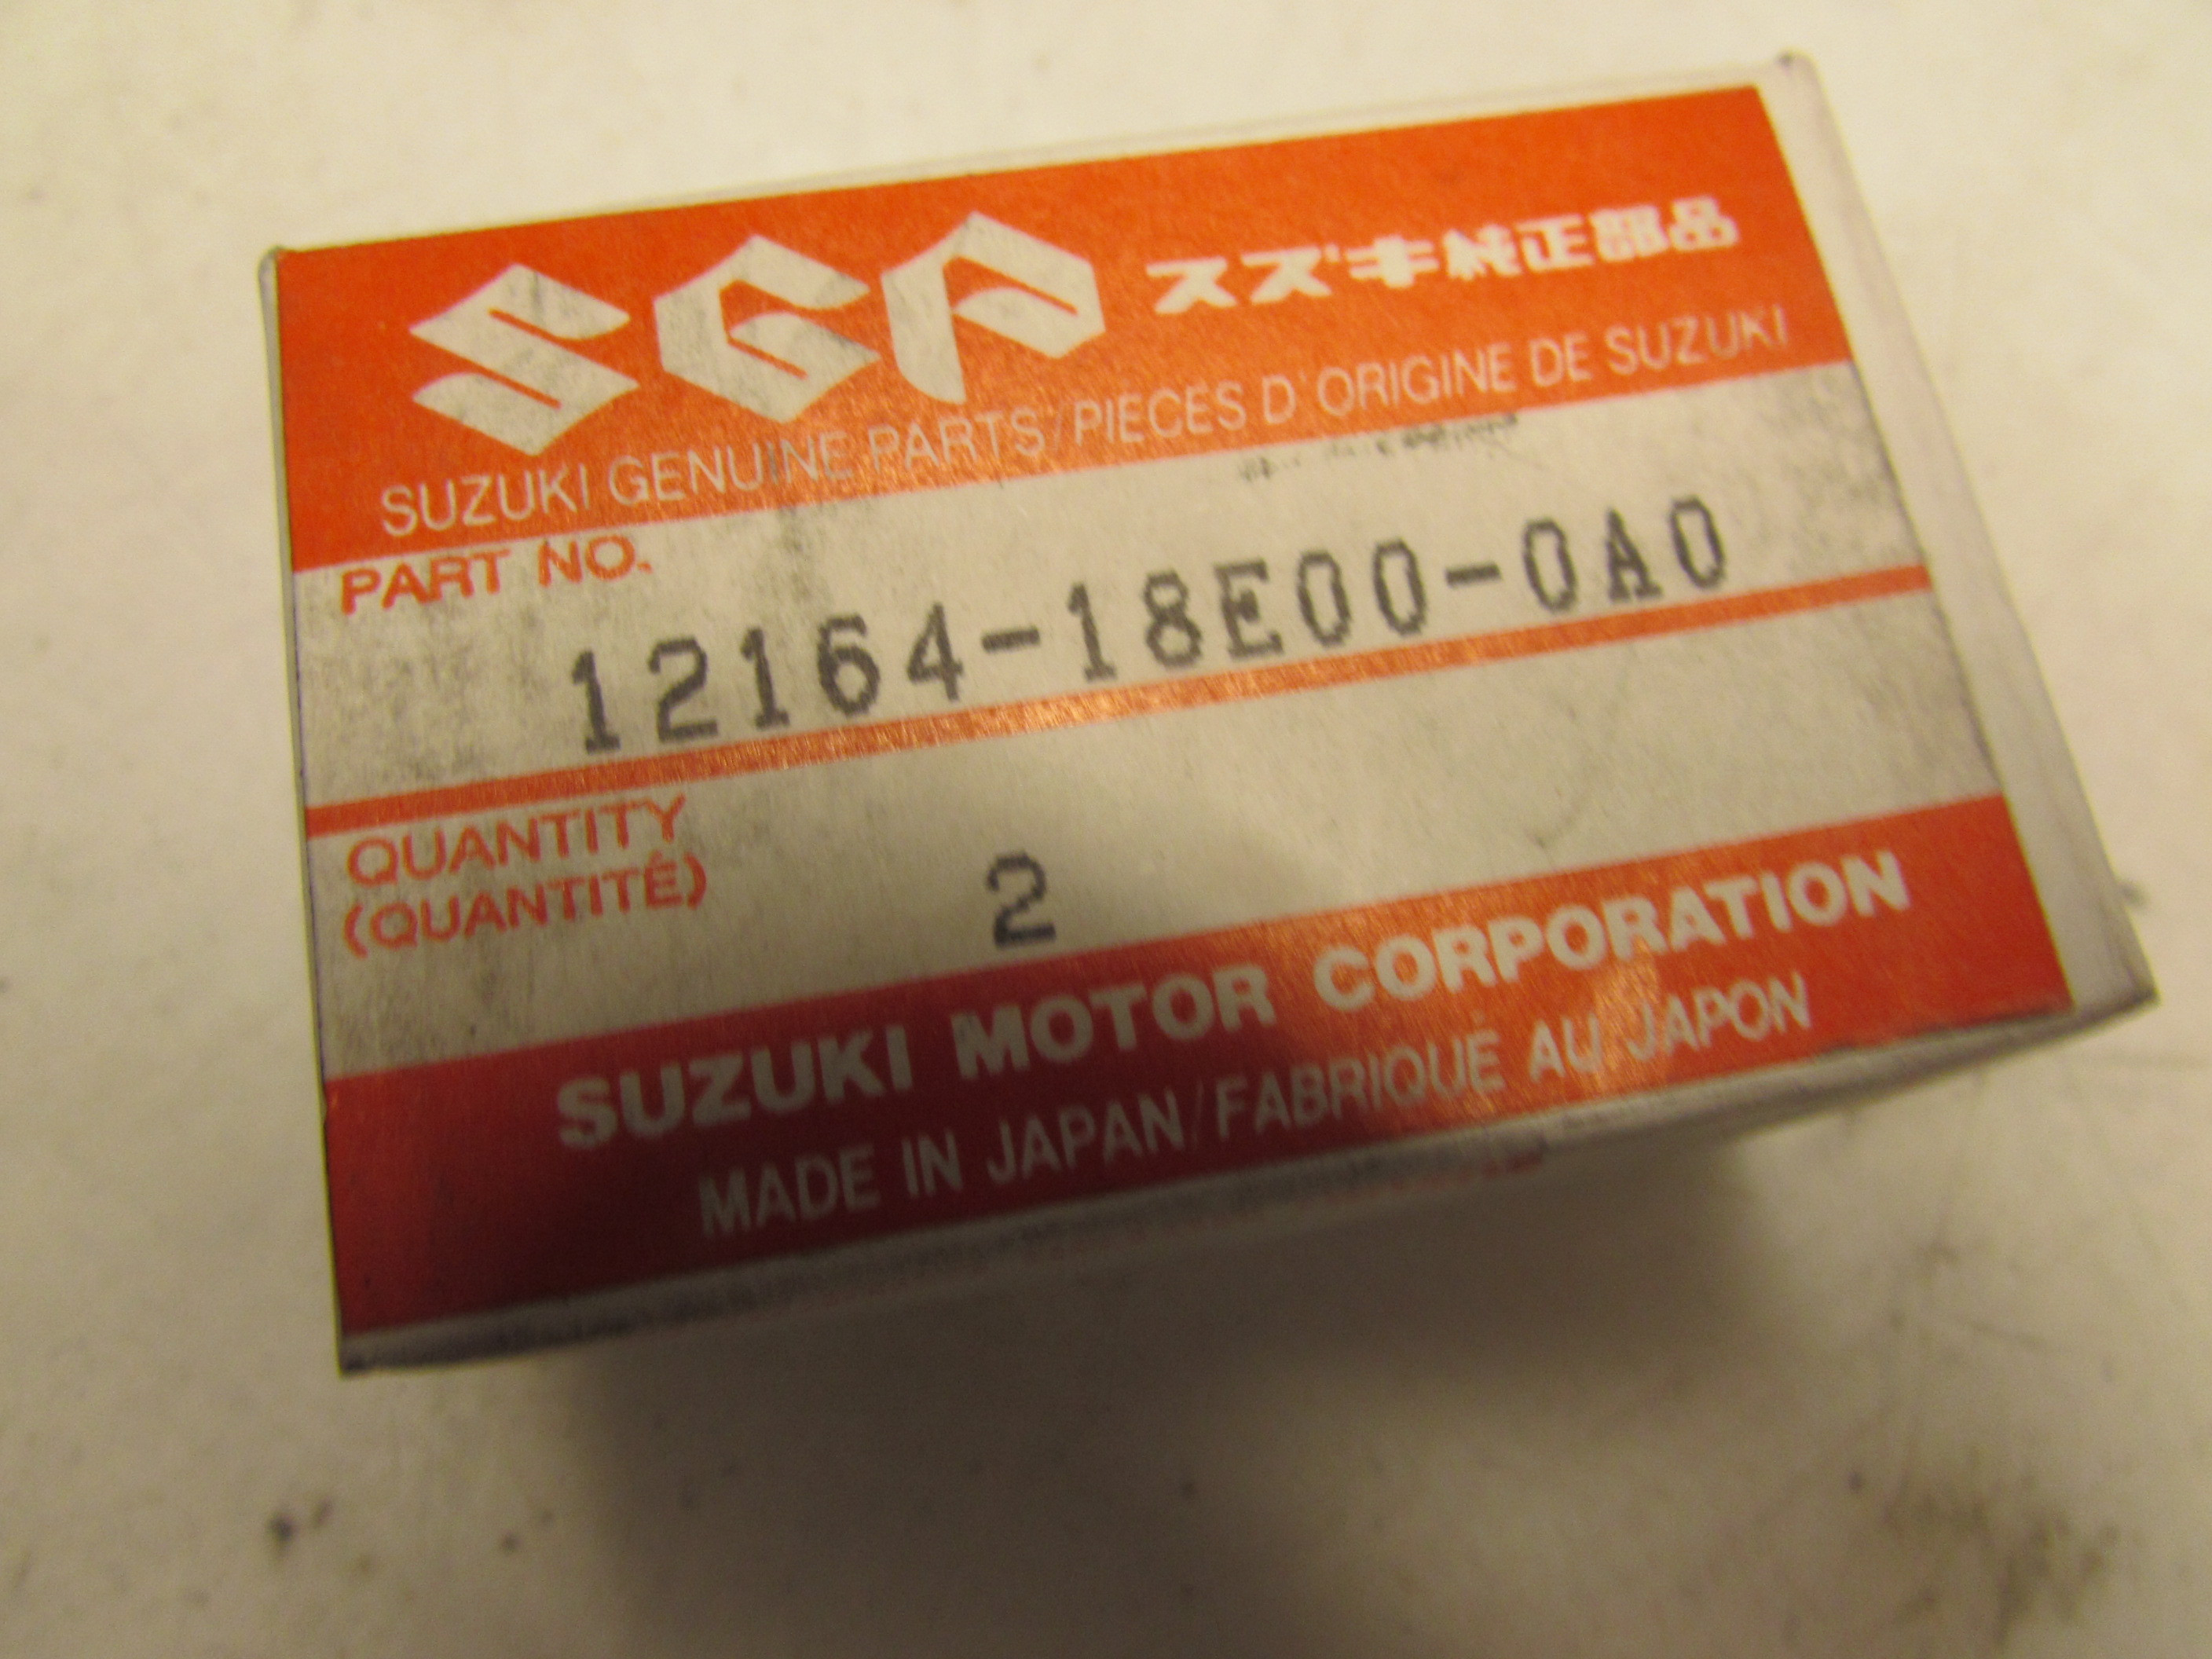 SGP スズキ純正部品
SUZUKI GENUINE PARTS/PIÈCES D'ORIGINE DE SUZUKI
PART NO.
12164-18E00-0A0
QUANTITY
(QUANTITÉ)
2
SUZUKI MOTOR CORPORATION
MADE IN JAPAN/FABRIQUÉ AU JAPON